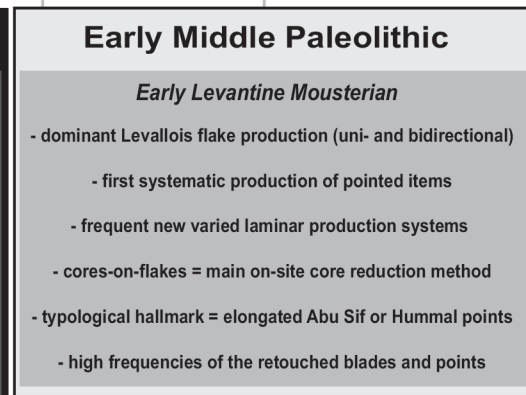 Early Middle Paleolithic
Early Levantine Mousterian
- dominant Levallois flake production (uni- and bidirectional)
- first systematic production of pointed items
- frequent new varied laminar production systems
- cores-on-flakes = main on-site core reduction method
- typological hallmark = elongated Abu Sif or Hummal points
- high frequencies of the retouched blades and points